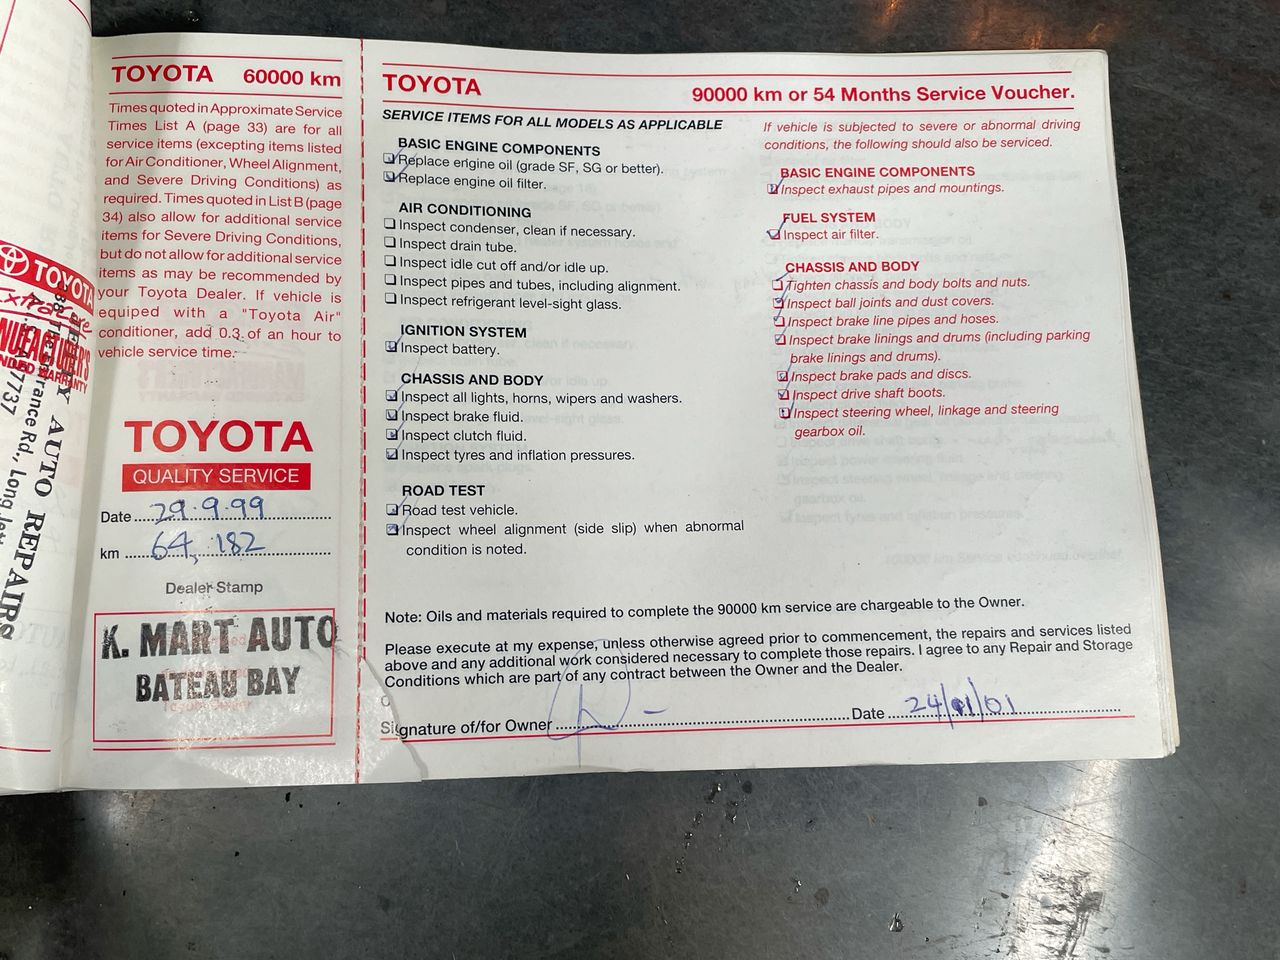 TOYOTA 60000 km
Times quoted in Approximate Service
Times List A (page 33) are for all
service items (excepting items listed
for Air Conditioner, Wheel Alignment,
and Severe Driving Conditions) as
required. Times quoted in List B (page
34) also allow for additional service
items for Severe Driving Conditions,
but do not allow for additional service
items as may be recommended by
your Toyota Dealer. If vehicle is
equiped with a "Toyota Air"
conditioner, add 0.3 of an hour to
vehicle service time.
TOYOTA
QUALITY SERVICE
Date 29.9.99
km 64,182
Dealer Stamp
K. MART AUTO
BATEAU BAY
TOYOTA
Extra Care
AUTO REPAIRS
TOYOTA
90000 km or 54 Months Service Voucher.
SERVICE ITEMS FOR ALL MODELS AS APPLICABLE
BASIC ENGINE COMPONENTS
Replace engine oil (grade SF, SG or better).
Replace engine oil filter.
AIR CONDITIONING
Inspect condenser, clean if necessary.
Inspect drain tube.
Inspect idle cut off and/or idle up.
Inspect pipes and tubes, including alignment.
Inspect refrigerant level-sight glass.
IGNITION SYSTEM
Inspect battery.
CHASSIS AND BODY
Inspect all lights, horns, wipers and washers.
Inspect brake fluid.
Inspect clutch fluid.
Inspect tyres and inflation pressures.
ROAD TEST
Road test vehicle.
Inspect wheel alignment (side slip) when abnormal
condition is noted.
If vehicle is subjected to severe or abnormal driving
conditions, the following should also be serviced.
BASIC ENGINE COMPONENTS
Inspect exhaust pipes and mountings.
FUEL SYSTEM
Inspect air filter.
CHASSIS AND BODY
Tighten chassis and body bolts and nuts.
Inspect ball joints and dust covers.
Inspect brake line pipes and hoses.
Inspect brake linings and drums (including parking
brake linings and drums).
Inspect brake pads and discs.
Inspect drive shaft boots.
Inspect steering wheel, linkage and steering
gearbox oil.
Note: Oils and materials required to complete the 90000 km service are chargeable to the Owner.
Please execute at my expense, unless otherwise agreed prior to commencement, the repairs and services listed
above and any additional work considered necessary to complete those repairs. I agree to any Repair and Storage
Conditions which are part of any contract between the Owner and the Dealer.
Signature of/for Owner Date 24/01/01